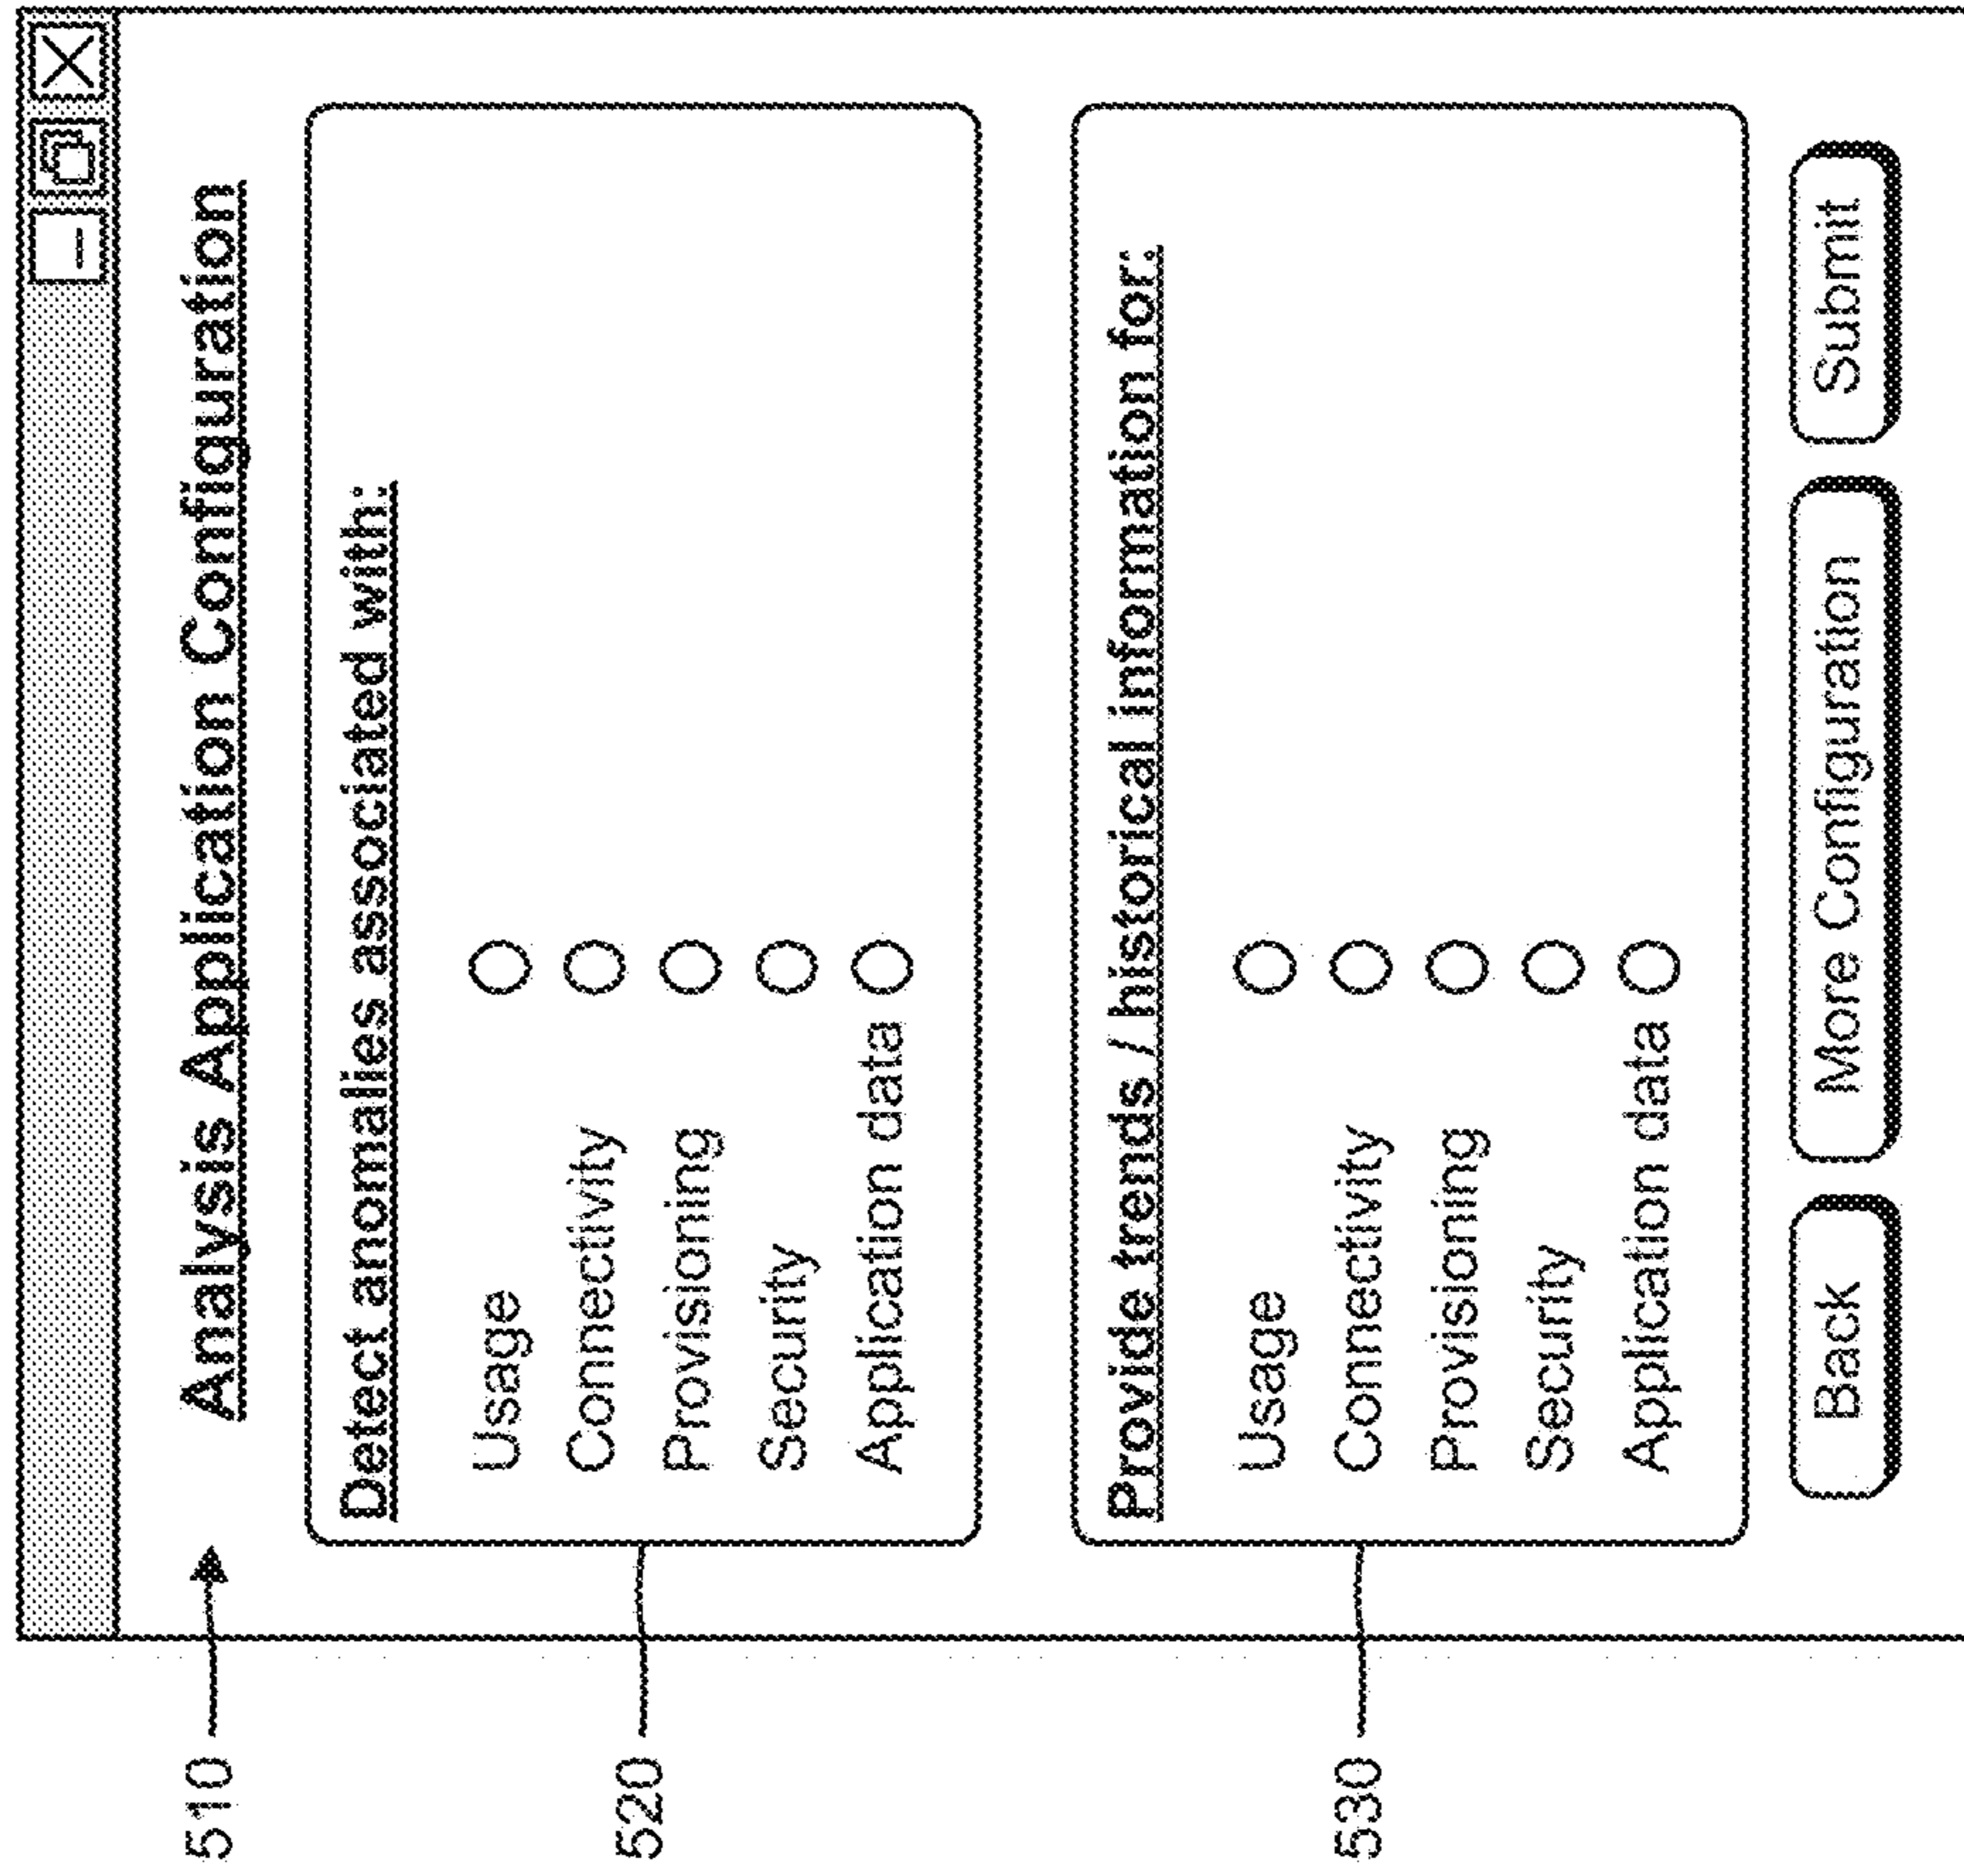 510
Analysis Application Configuration
520
Detect anomalies associated with:
Usage
Connectivity
Provisioning
Security
Application data
530
Provide trends / historical information for:
Usage
Connectivity
Provisioning
Security
Application data
Back
More Configuration
Submit